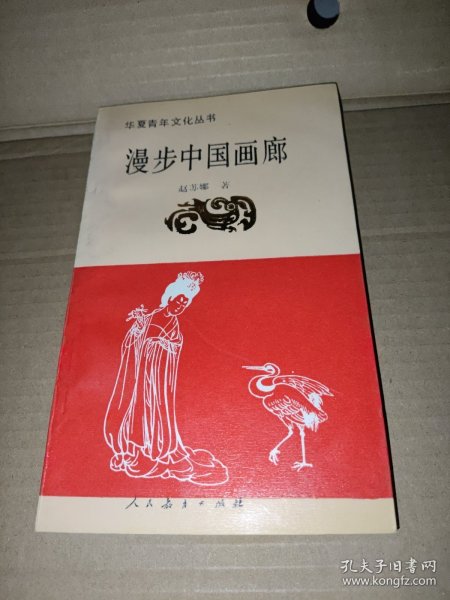 华夏青年文化丛书
漫步中国画廊
赵苏娜 著
人民教育出版社
孔夫子旧书网
www.kongfz.com